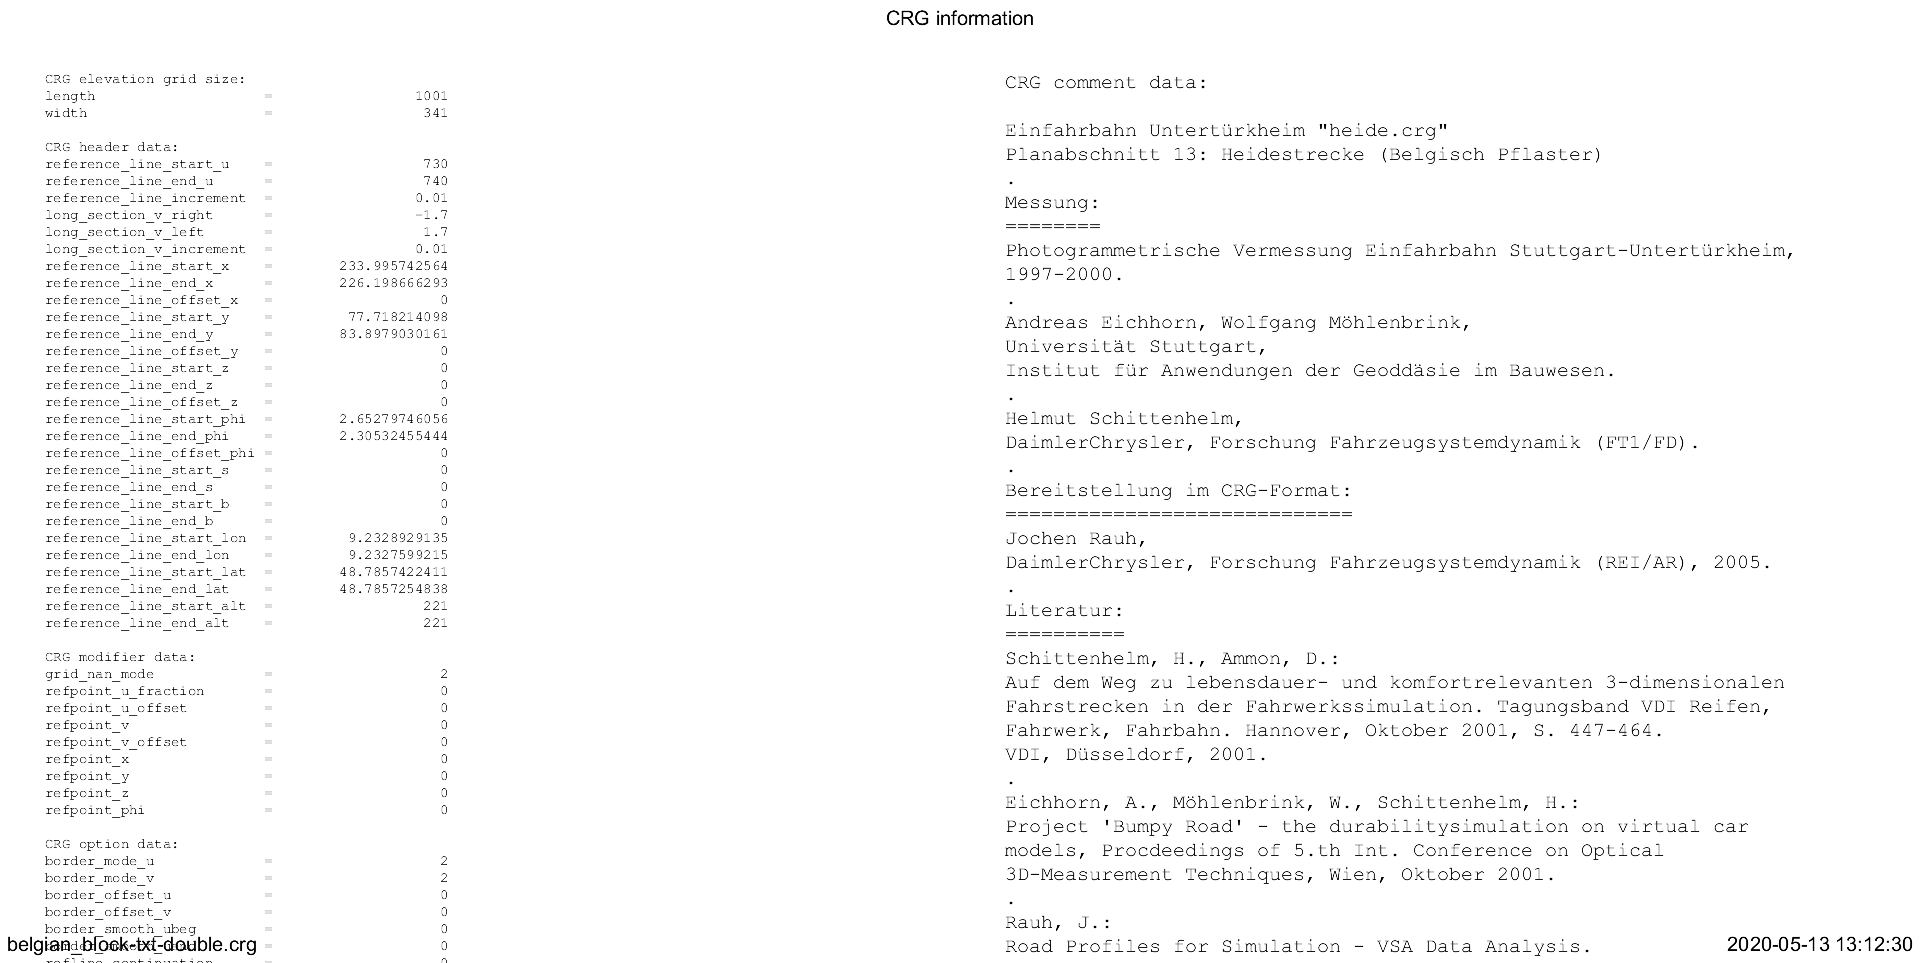 CRG information
CRG elevation grid size:
length = 1001
width = 341
CRG header data:
reference_line_start_u = 730
reference_line_end_u = 740
reference_line_increment = 0.01
long_section_v_right = -1.7
long_section_v_left = 1.7
long_section_v_increment = 0.01
reference_line_start_x = 233.995742564
reference_line_end_x = 226.198666293
reference_line_offset_x = 0
reference_line_start_y = 77.718214098
reference_line_end_y = 83.8979030161
reference_line_offset_y = 0
reference_line_start_z = 0
reference_line_end_z = 0
reference_line_offset_z = 0
reference_line_start_phi = 2.65279746056
reference_line_end_phi = 2.30532455444
reference_line_offset_phi = 0
reference_line_start_s = 0
reference_line_end_s = 0
reference_line_start_b = 0
reference_line_end_b = 0
reference_line_start_lon = 9.2328929135
reference_line_end_lon = 9.2327599215
reference_line_start_lat = 48.7857422411
reference_line_end_lat = 48.7857254838
reference_line_start_alt = 221
reference_line_end_alt = 221
CRG modifier data:
grid_nan_mode = 2
refpoint_u_fraction = 0
refpoint_u_offset = 0
refpoint_v = 0
refpoint_v_offset = 0
refpoint_x = 0
refpoint_y = 0
refpoint_z = 0
refpoint_phi = 0
CRG option data:
border_mode_u = 2
border_mode_v = 2
border_offset_u = 0
border_offset_v = 0
border_smooth_ubeg = 0
= 0
refline_continuation 0
belgian_block-txt-double.crg
CRG comment data:
Einfahrbahn Untertürkheim "heide.crg"
Planabschnitt 13: Heidestrecke (Belgisch Pflaster)
.
Messung:
========
Photogrammetrische Vermessung Einfahrbahn Stuttgart-Untertürkheim,
1997-2000.
.
Andreas Eichhorn, Wolfgang Möhlenbrink,
Universität Stuttgart,
Institut für Anwendungen der Geoddäsie im Bauwesen.
.
Helmut Schittenhelm,
DaimlerChrysler, Forschung Fahrzeugsystemdynamik (FT1/FD).
.
Bereitstellung im CRG-Format:
=============================
Jochen Rauh,
DaimlerChrysler, Forschung Fahrzeugsystemdynamik (REI/AR), 2005.
.
Literatur:
==========
Schittenhelm, H., Ammon, D.:
Auf dem Weg zu lebensdauer- und komfortrelevanten 3-dimensionalen
Fahrstrecken in der Fahrwerkssimulation. Tagungsband VDI Reifen,
Fahrwerk, Fahrbahn. Hannover, Oktober 2001, S. 447-464.
VDI, Düsseldorf, 2001.
.
Eichhorn, A., Möhlenbrink, W., Schittenhelm, H.:
Project 'Bumpy Road' - the durabilitysimulation on virtual car
models, Procdeedings of 5.th Int. Conference on Optical
3D-Measurement Techniques, Wien, Oktober 2001.
.
Rauh, J.:
Road Profiles for Simulation - VSA Data Analysis.
2020-05-13 13:12:30